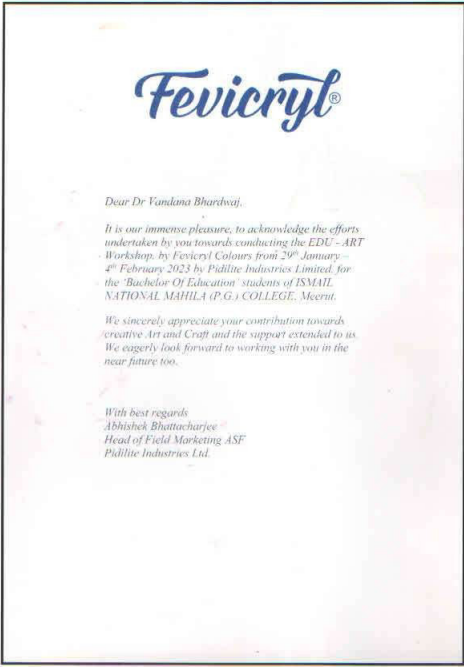 Fevicryl®
Dear Dr Vandana Bhardwaj,
It is our immense pleasure, to acknowledge the efforts
undertaken by you towards conducting the EDU - ART
Workshop, by Fevicryl Colours from 29th January –
4th February 2023 by Pidilite Industries Limited, for
the 'Bachelor Of Education' students of ISMAIL
NATIONAL MAHILA (P.G.) COLLEGE, Meerut.
We sincerely appreciate your contribution towards
creative Art and Craft and the support extended to us.
We eagerly look forward to working with you in the
near future too.
With best regards
Abhishek Bhattacharjee
Head of Field Marketing ASF
Pidilite Industries Ltd.